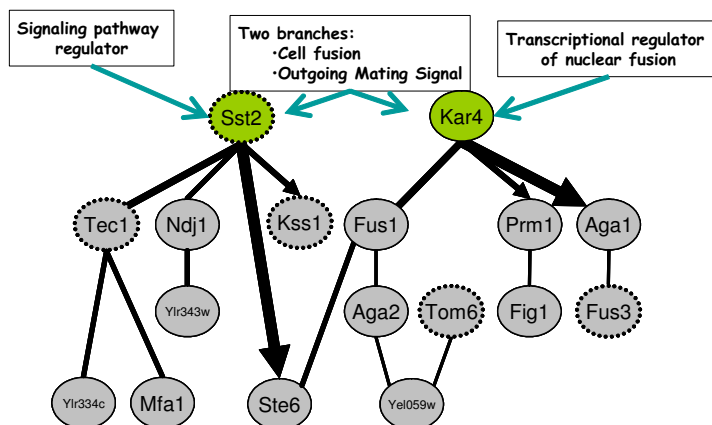 Signaling pathway
regulator
Two branches:
·Cell fusion
·Outgoing Mating Signal
Transcriptional regulator
of nuclear fusion
Sst2
Kar4
Tec1
Ndj1
Kss1
Fus1
Prm1
Aga1
Ylr343w
Aga2
Tom6
Fig1
Fus3
Ylr334c
Mfa1
Ste6
Yel059w